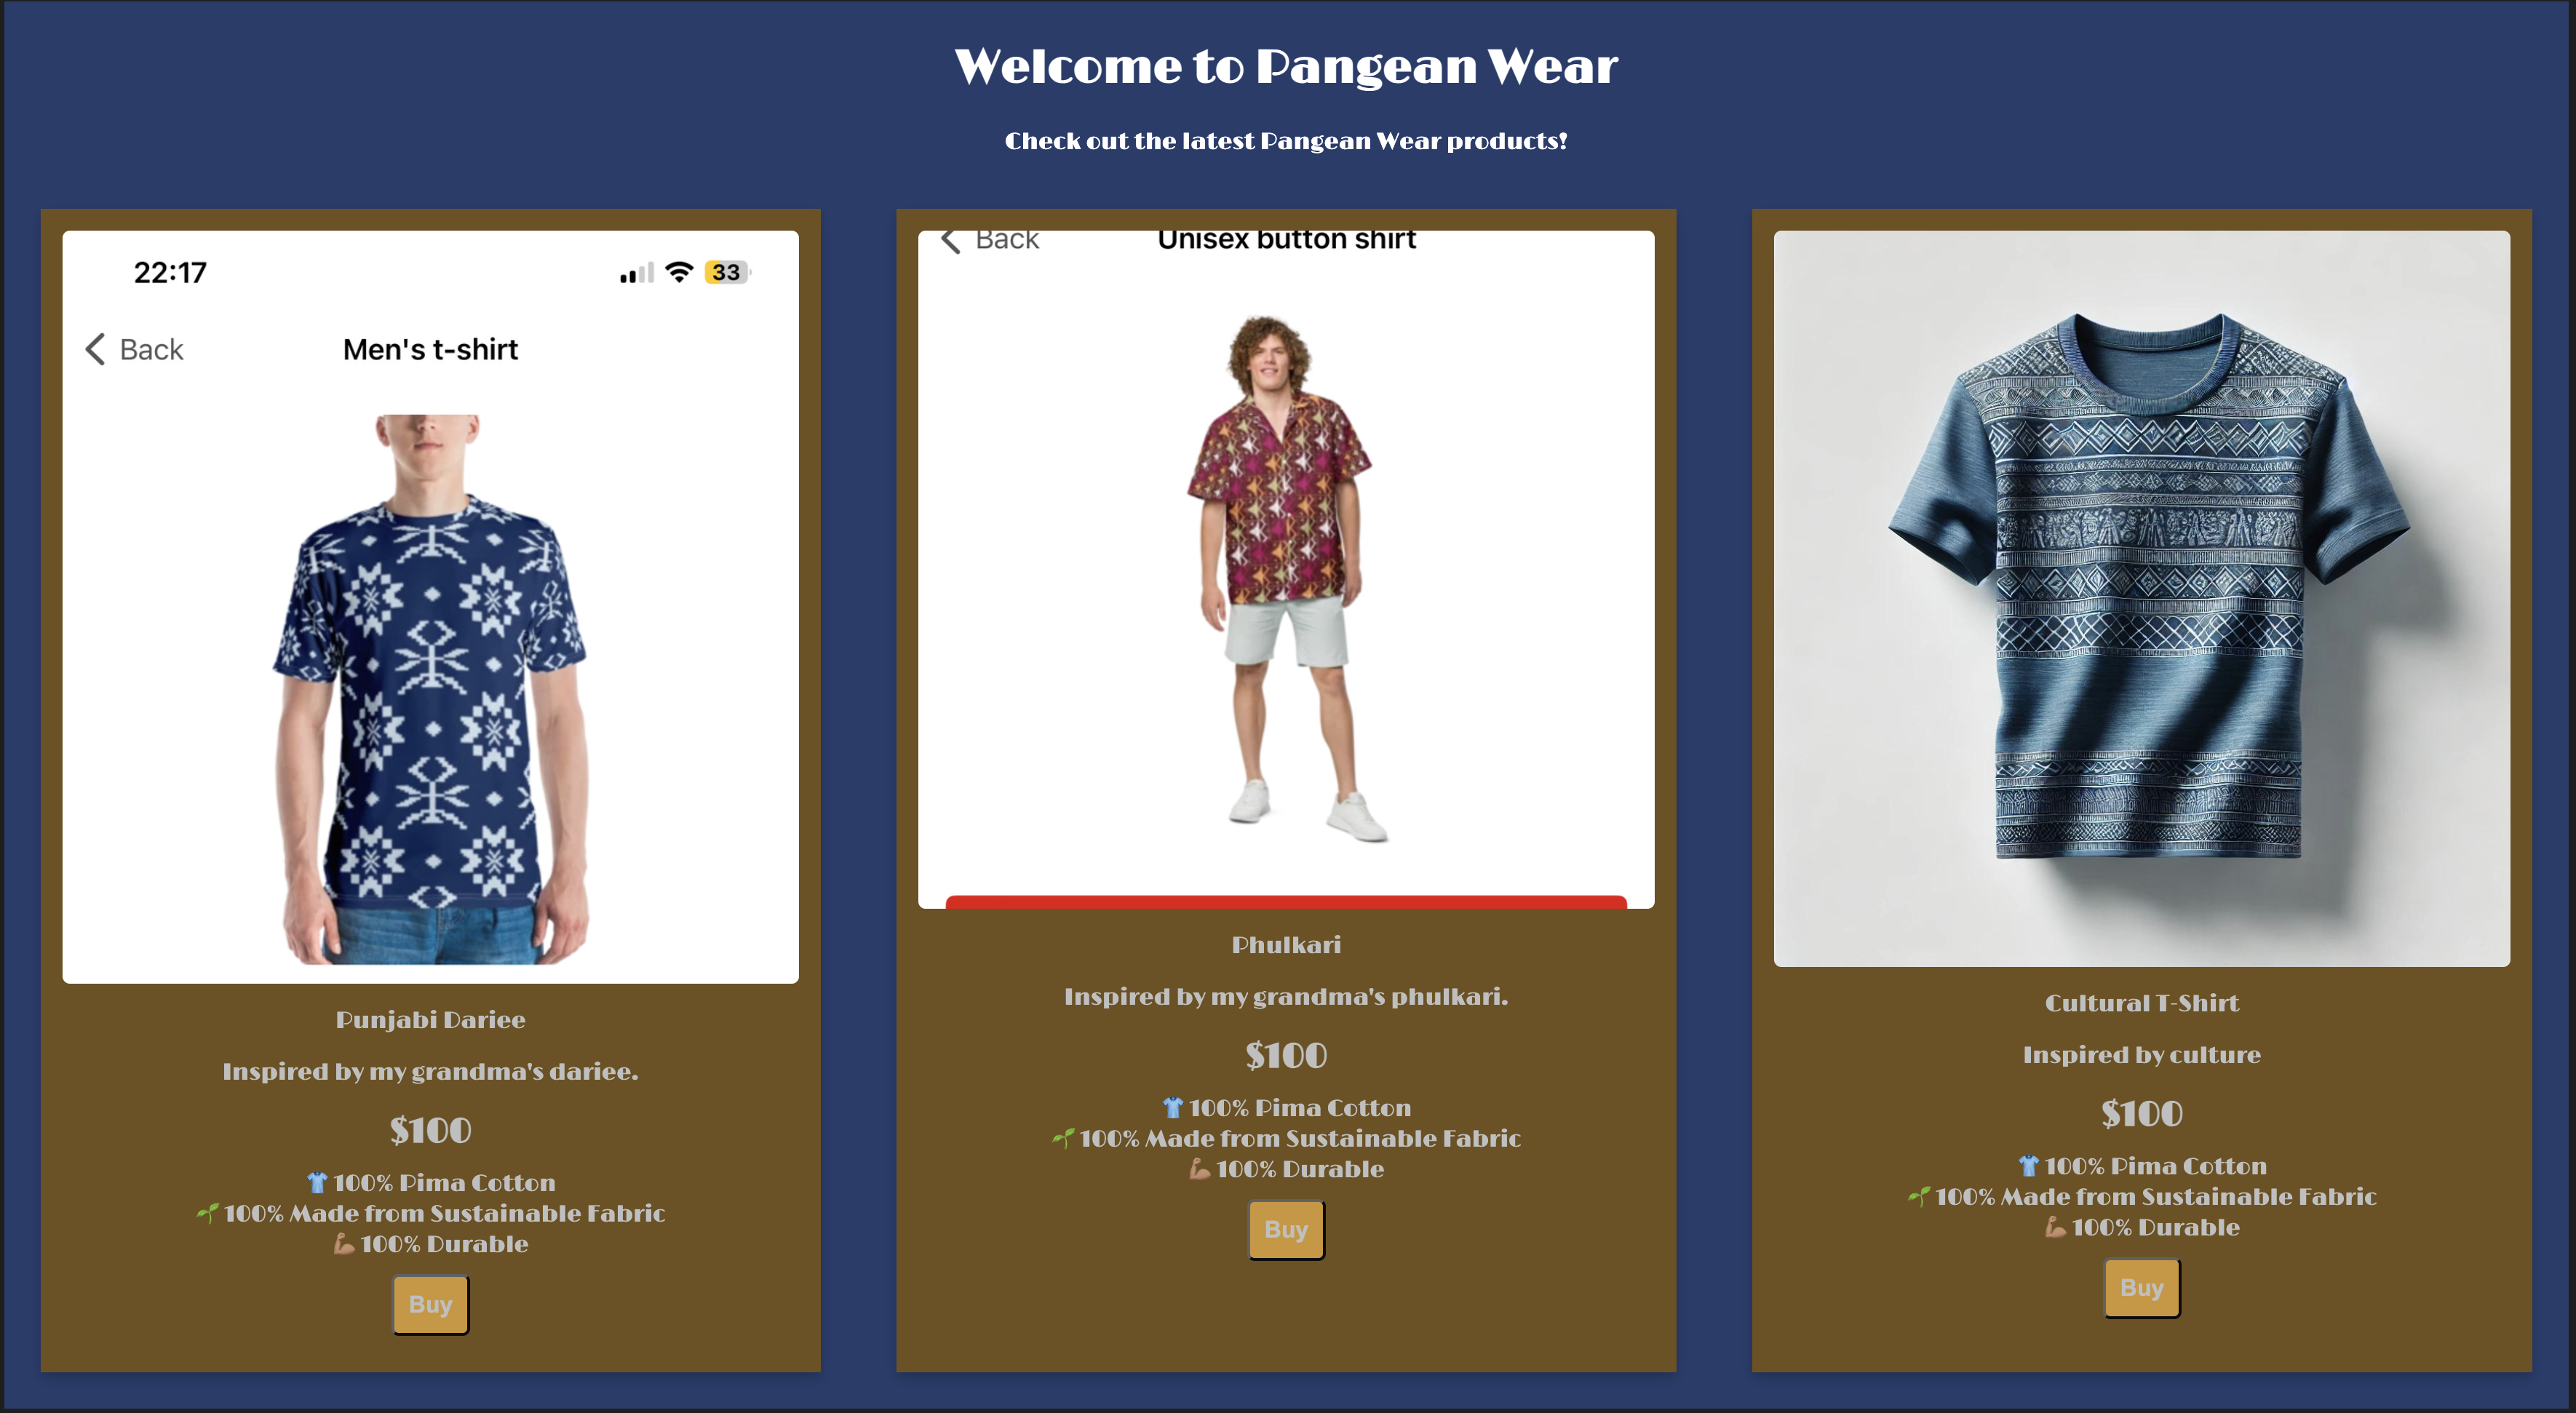 Welcome to Pangean Wear
Check out the latest Pangean Wear products!
22:17
33
Back
Men's t-shirt
Punjabi Dariee
Inspired by my grandma's dariee.
$100
👕 100% Pima Cotton
🌱 100% Made from Sustainable Fabric
💪🏽 100% Durable
Buy
Back
Unisex button shirt
Phulkari
Inspired by my grandma's phulkari.
$100
👕 100% Pima Cotton
🌱 100% Made from Sustainable Fabric
💪🏽 100% Durable
Buy
Cultural T-Shirt
Inspired by culture
$100
👕 100% Pima Cotton
🌱 100% Made from Sustainable Fabric
💪🏽 100% Durable
Buy